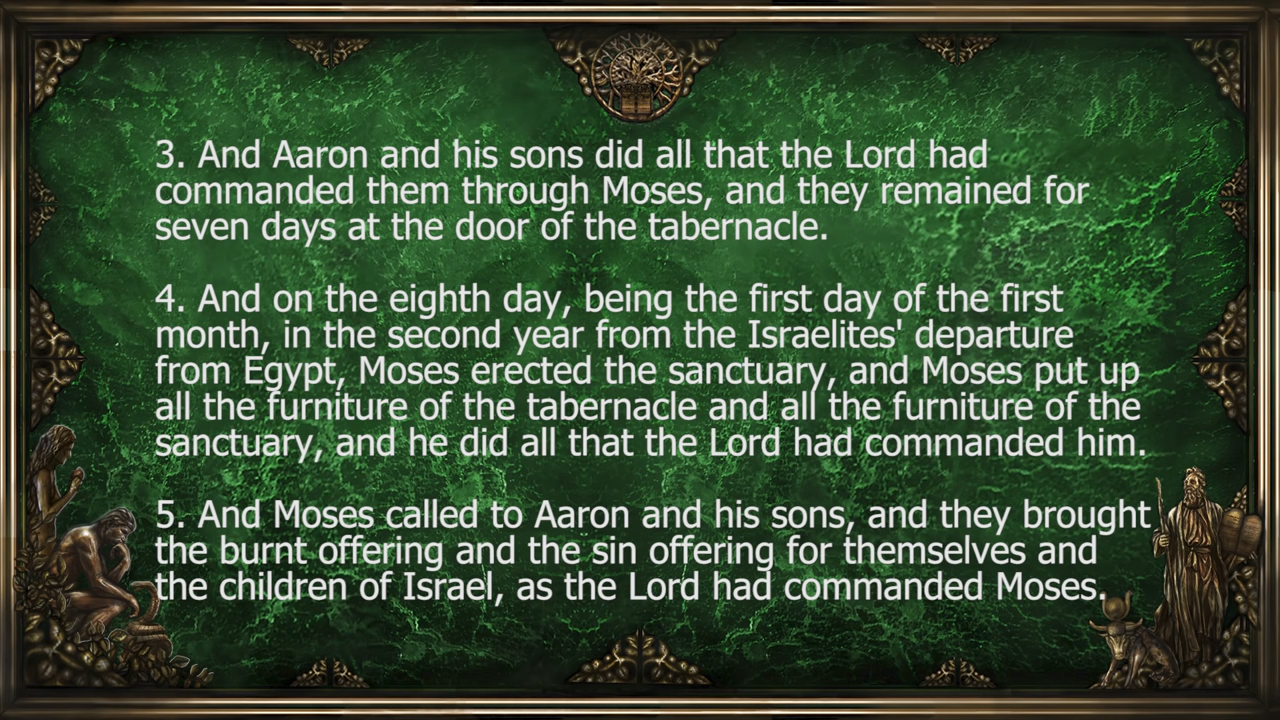 3. And Aaron and his sons did all that the Lord had
commanded them through Moses, and they remained for
seven days at the door of the tabernacle.
4. And on the eighth day, being the first day of the first
month, in the second year from the Israelites' departure
from Egypt, Moses erected the sanctuary, and Moses put up
all the furniture of the tabernacle and all the furniture of the
sanctuary, and he did all that the Lord had commanded him.
5. And Moses called to Aaron and his sons, and they brought
the burnt offering and the sin offering for themselves and
the children of Israel, as the Lord had commanded Moses.